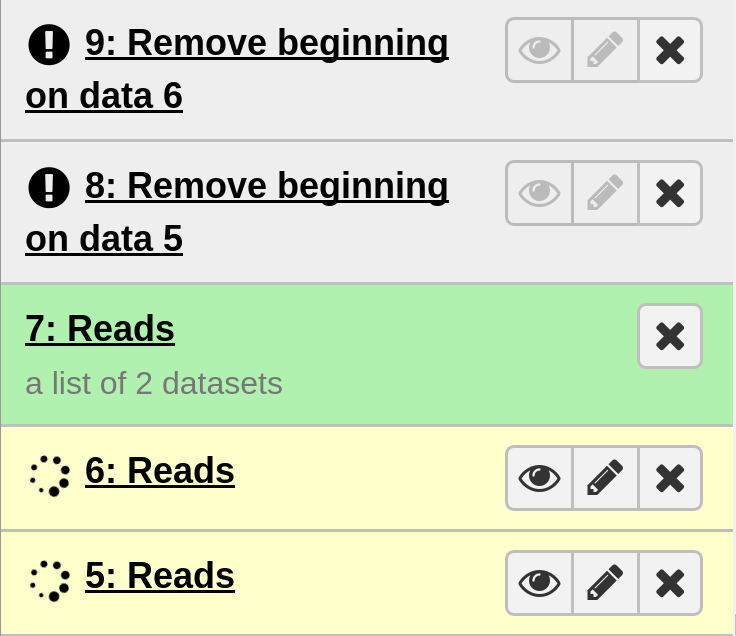 9: Remove beginning
on data 6
8: Remove beginning
on data 5
7: Reads
a list of 2 datasets
6: Reads
5: Reads